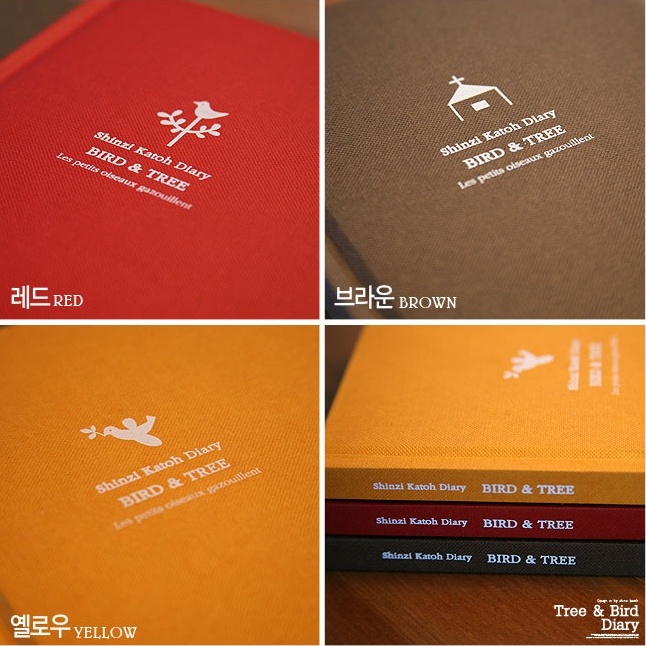 Shinzi Katoh Diary
BIRD & TREE
Les petits oiseaux gazouillent
레드 RED
Shinzi Katoh Diary
BIRD & TREE
Les petits oiseaux gazouillent
브라운 BROWN
Shinzi Katoh Diary
BIRD & TREE
Les petits oiseaux gazouillent
옐로우 YELLOW
BIRD & TREE
Shinzi Katoh Diary BIRD & TREE
Shinzi Katoh Diary BIRD & TREE
Shinzi Katoh Diary BIRD & TREE
Tree & Bird
Diary